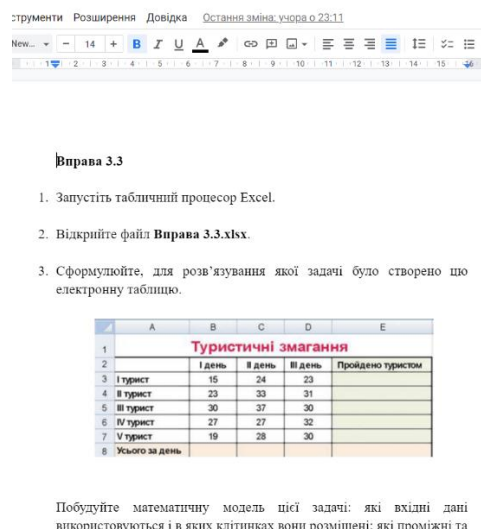 струменти Розширення Довідка Остання зміна: учора о 23:11
New... − 14 + B I U A
1 2 3 4 5 6 7 8 9 10 11 12 13 14 15 16
Вправа 3.3
1. Запустіть табличний процесор Excel.
2. Відкрийте файл Вправа 3.3.xlsx.
3. Сформулюйте, для розв’язування якої задачі було створено цю
електронну таблицю.
A B C D E
1 Туристичні змагання
2 І день ІІ день ІІІ день Пройдено туристом
3 І турист 15 24 23
4 ІІ турист 23 33 31
5 ІІІ турист 30 37 30
6 IV турист 27 27 32
7 V турист 19 28 30
8 Усього за день
Побудуйте математичну модель цієї задачі: які вхідні дані
використовуються і в яких клітинках вони розміщені; які проміжні та